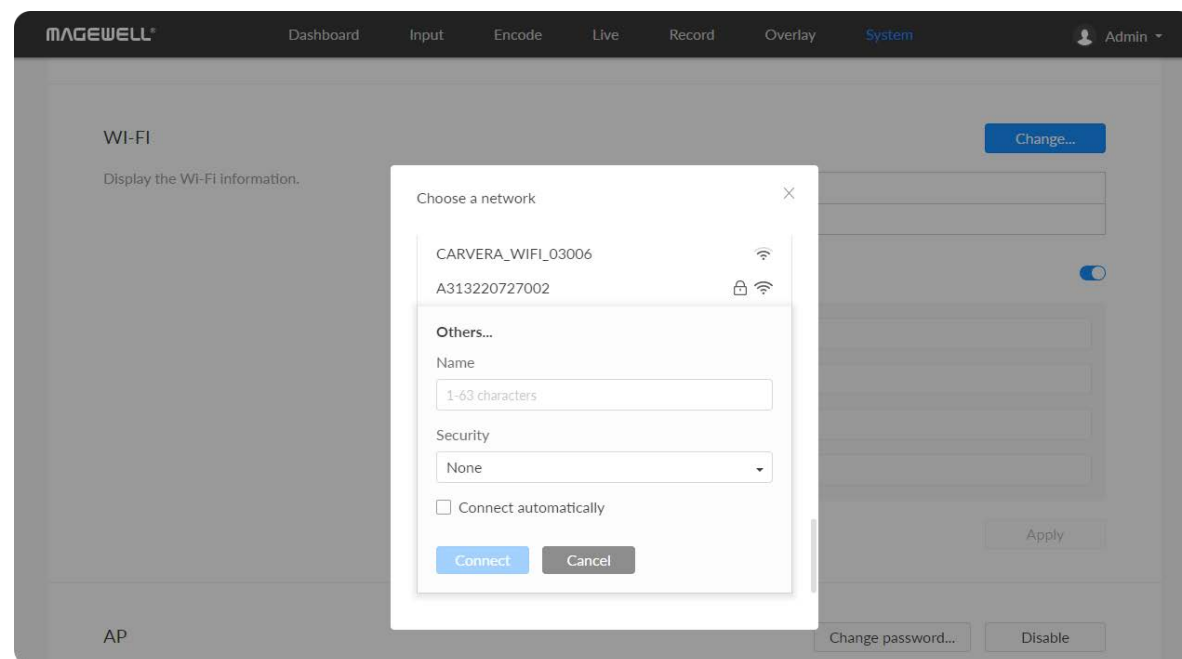 MAGEWELL®
Dashboard Input Encode Live Record Overlay System Admin
WI-FI
Change...
Display the Wi-Fi information.
Choose a network
CARVERA_WIFI_03006
A313220727002
Others...
Name
1-63 characters
Security
None
Connect automatically
Connect Cancel
Apply
AP
Change password... Disable